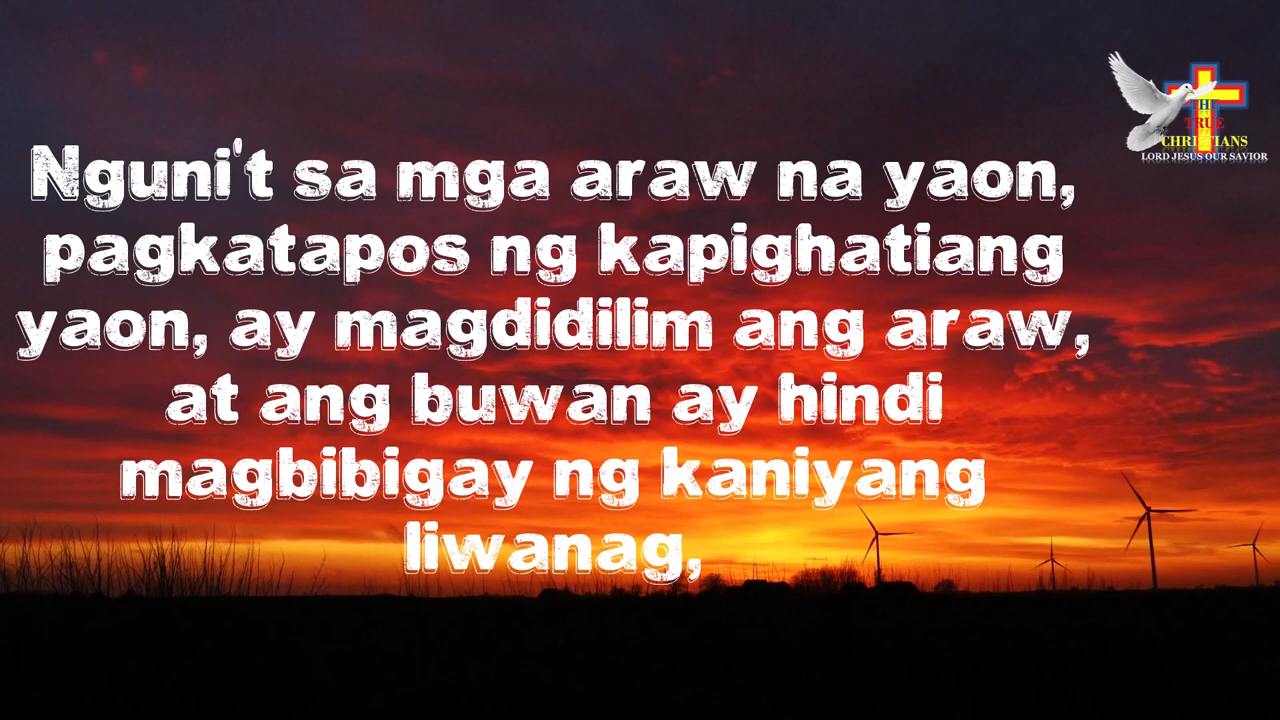 Nguni't sa mga araw na yaon,
pagkatapos ng kapighatiang
yaon, ay magdidilim ang araw,
at ang buwan ay hindi
magbibigay ng kaniyang
liwanag,
THE
TRUE
CHRISTIANS
LORD JESUS OUR SAVIOR